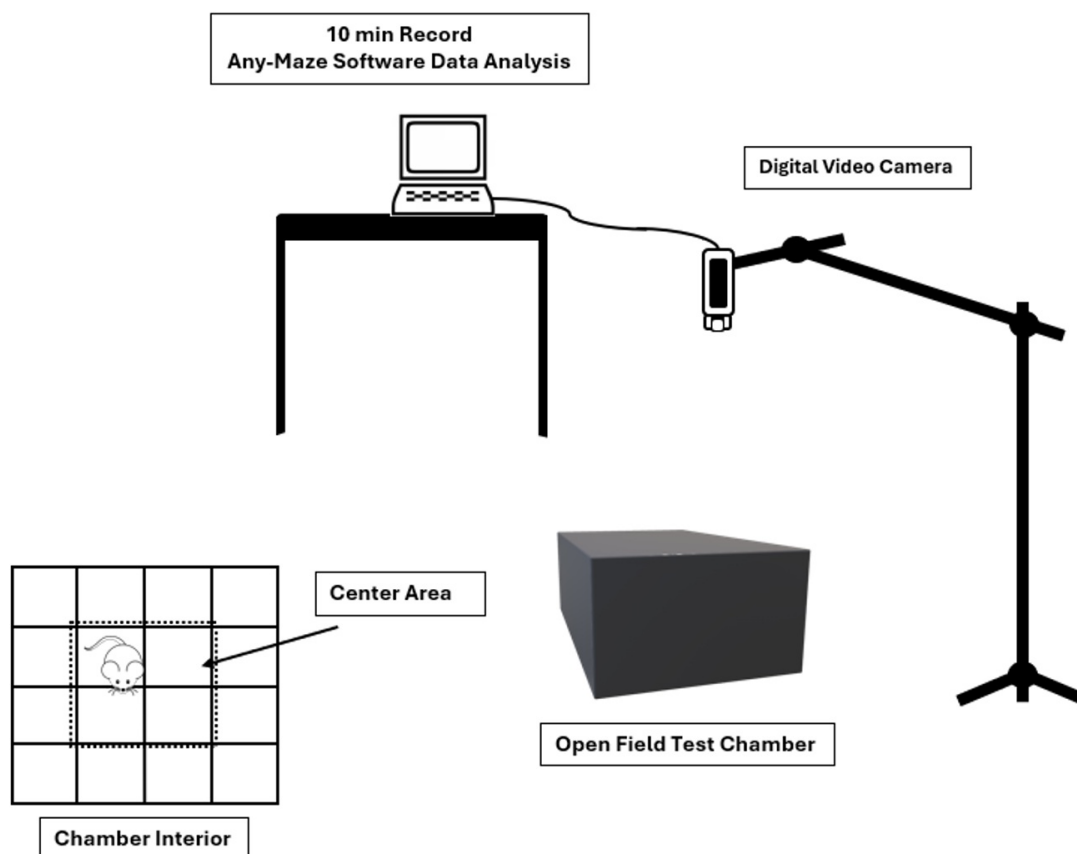 10 min Record
Any-Maze Software Data Analysis
Digital Video Camera
Center Area
Open Field Test Chamber
Chamber Interior